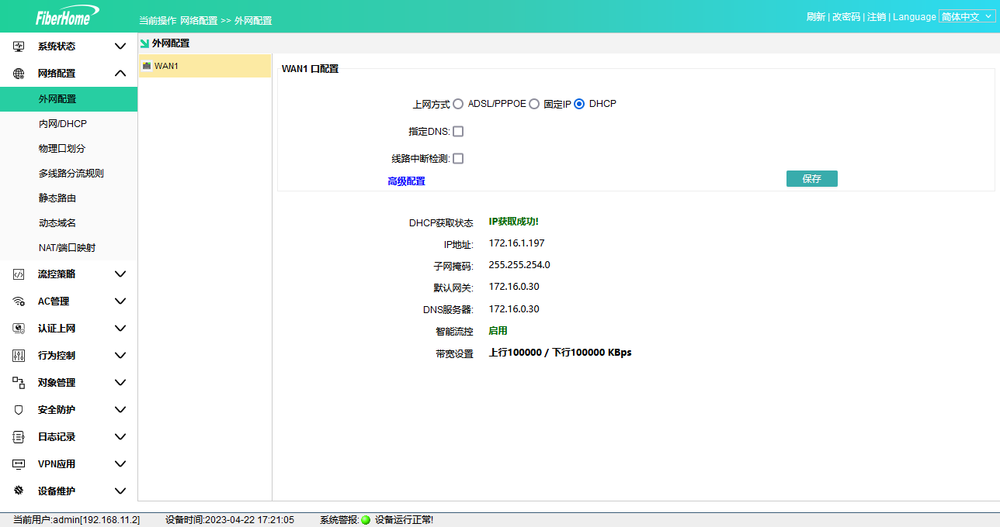 FiberHome
当前操作 网络配置 >> 外网配置
刷新 | 改密码 | 注销 | Language 简体中文
系统状态
网络配置
外网配置
内网/DHCP
物理口划分
多线路分流规则
静态路由
动态域名
NAT/端口映射
流控策略
AC管理
认证上网
行为控制
对象管理
安全防护
日志记录
VPN应用
设备维护
外网配置
WAN1
WAN1 口配置
上网方式 ADSL/PPPOE 固定IP DHCP
指定DNS:
线路中断检测:
高级配置
保存
DHCP获取状态 IP获取成功!
IP地址: 172.16.1.197
子网掩码: 255.255.254.0
默认网关: 172.16.0.30
DNS服务器: 172.16.0.30
智能流控 启用
带宽设置 上行100000 / 下行100000 KBps
当前用户:admin[192.168.11.2] 设备时间:2023-04-22 17:21:05 系统警报: 设备运行正常!